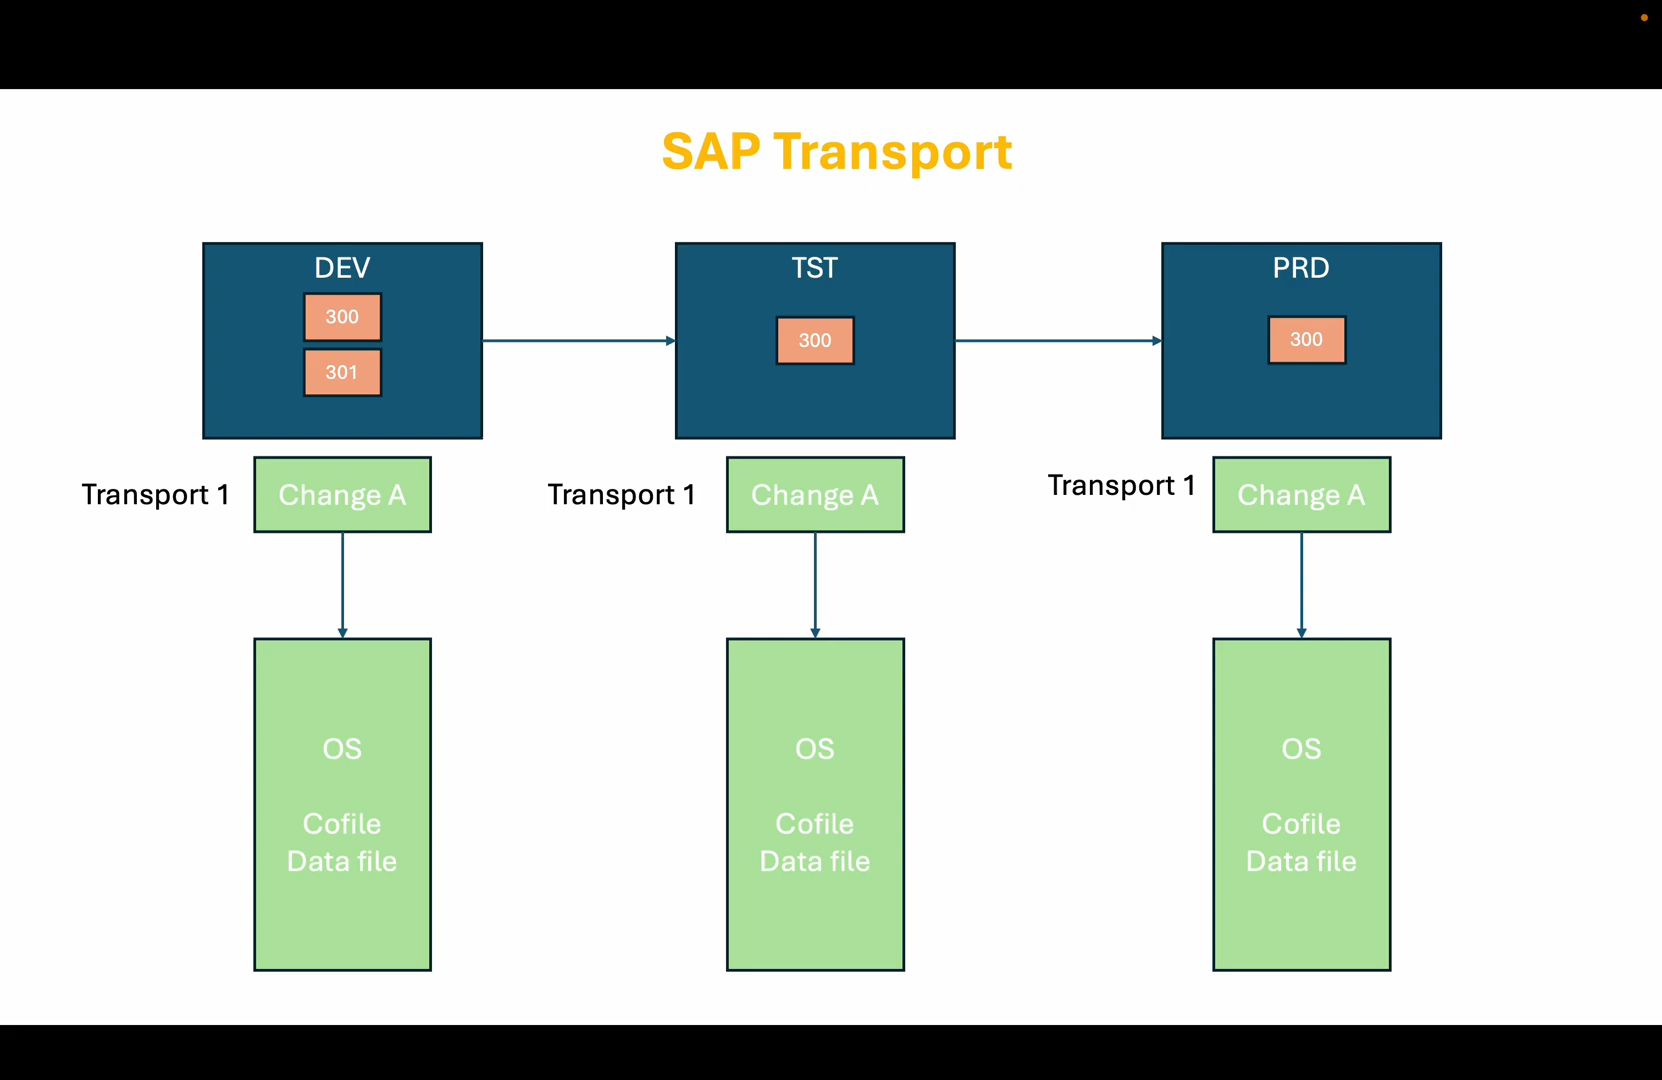 SAP Transport
DEV
300
301
TST
300
PRD
300
Transport 1
Change A
Transport 1
Change A
Transport 1
Change A
OS
Cofile
Data file
OS
Cofile
Data file
OS
Cofile
Data file